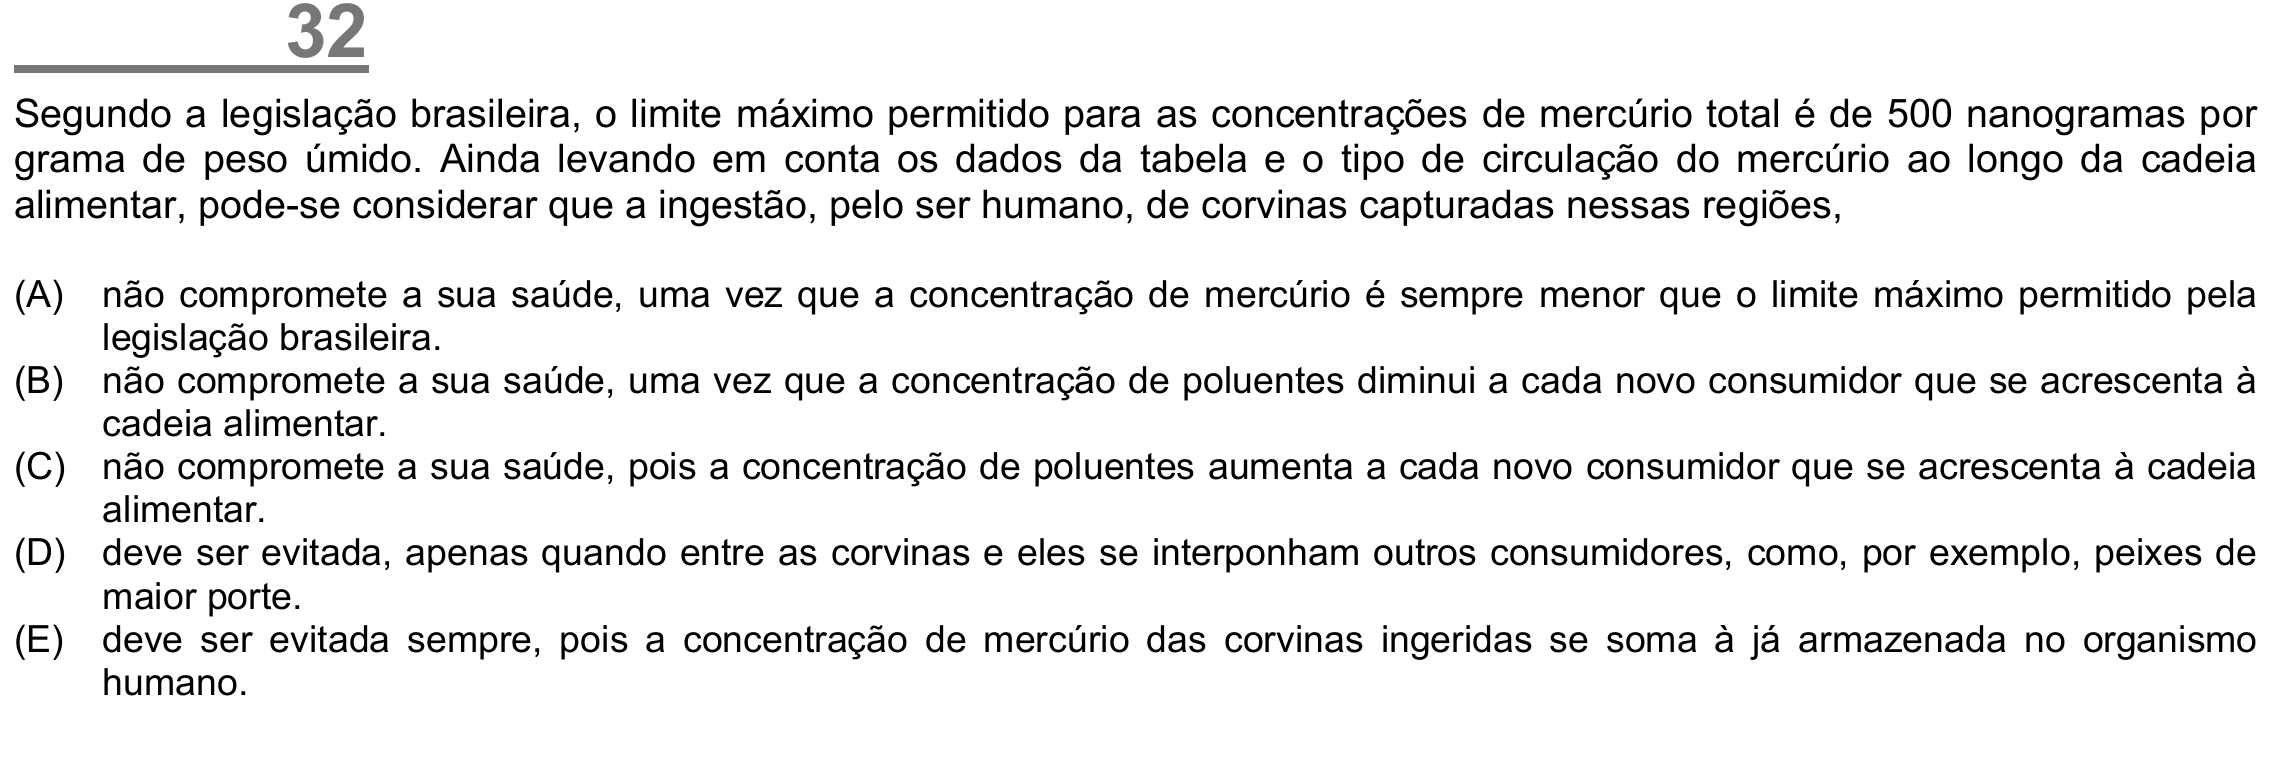 32
Segundo a legislação brasileira, o limite máximo permitido para as concentrações de mercúrio total é de 500 nanogramas por
grama de peso úmido. Ainda levando em conta os dados da tabela e o tipo de circulação do mercúrio ao longo da cadeia
alimentar, pode-se considerar que a ingestão, pelo ser humano, de corvinas capturadas nessas regiões,
(A) não compromete a sua saúde, uma vez que a concentração de mercúrio é sempre menor que o limite máximo permitido pela
legislação brasileira.
(B) não compromete a sua saúde, uma vez que a concentração de poluentes diminui a cada novo consumidor que se acrescenta à
cadeia alimentar.
(C) não compromete a sua saúde, pois a concentração de poluentes aumenta a cada novo consumidor que se acrescenta à cadeia
alimentar.
(D) deve ser evitada, apenas quando entre as corvinas e eles se interponham outros consumidores, como, por exemplo, peixes de
maior porte.
(E) deve ser evitada sempre, pois a concentração de mercúrio das corvinas ingeridas se soma à já armazenada no organismo
humano.